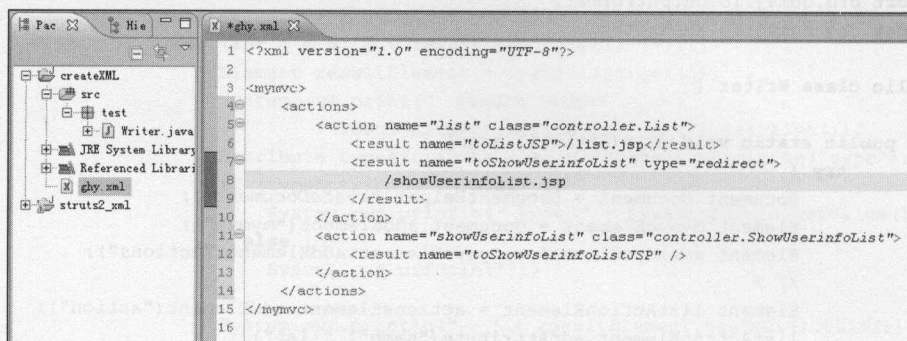 Pac
Hie
*ghy.xml
createXML
src
test
Writer.java
JRE System Library
Referenced Librari
ghy.xml
struts2_xml
1 <?xml version="1.0" encoding="UTF-8"?>
2
3 <mymvc>
4 <actions>
5 <action name="list" class="controller.List">
6 <result name="toListJSP">/list.jsp</result>
7 <result name="toShowUserinfoList" type="redirect">
8 /showUserinfoList.jsp
9 </result>
10 </action>
11 <action name="showUserinfoList" class="controller.ShowUserinfoList">
12 <result name="toShowUserinfoListJSP" />
13 </action>
14 </actions>
15 </mymvc>
16